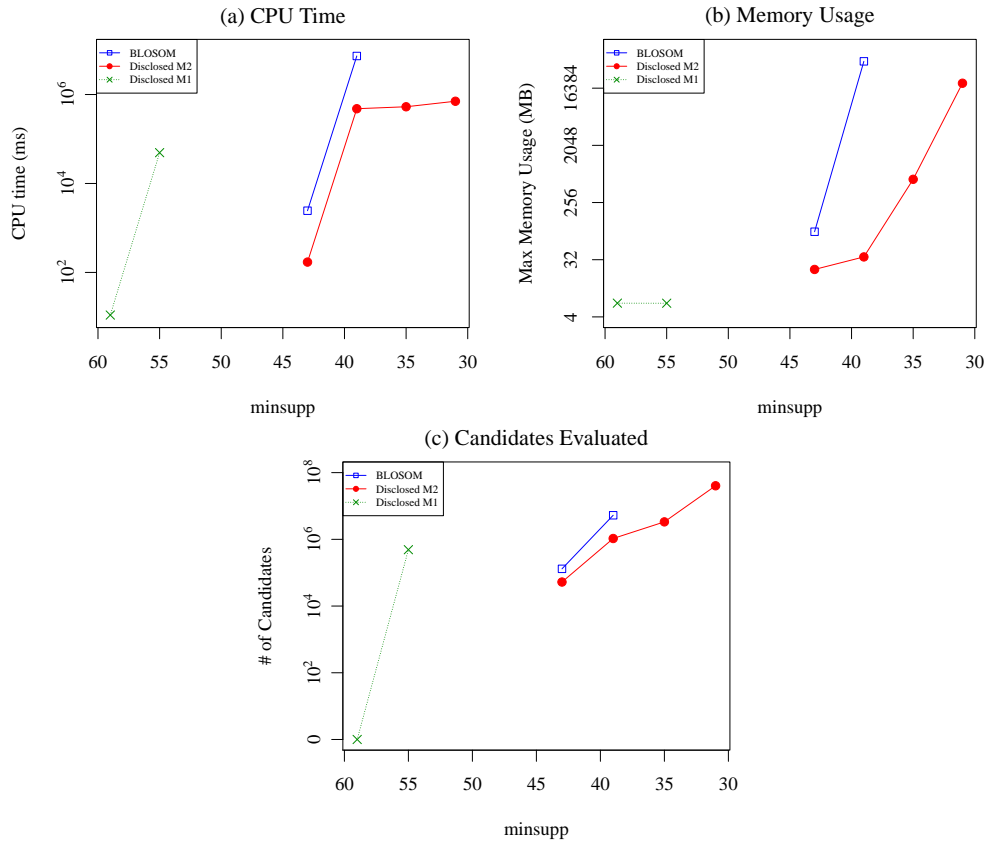 (a) CPU Time
BLOSOM
Disclosed M2
Disclosed M1
CPU time (ms)
10^6
10^4
10^2
60 55 50 45 40 35 30
minsupp
(b) Memory Usage
BLOSOM
Disclosed M2
Disclosed M1
Max Memory Usage (MB)
16384
2048
256
32
4
60 55 50 45 40 35 30
minsupp
(c) Candidates Evaluated
BLOSOM
Disclosed M2
Disclosed M1
# of Candidates
10^8
10^6
10^4
10^2
0
60 55 50 45 40 35 30
minsupp